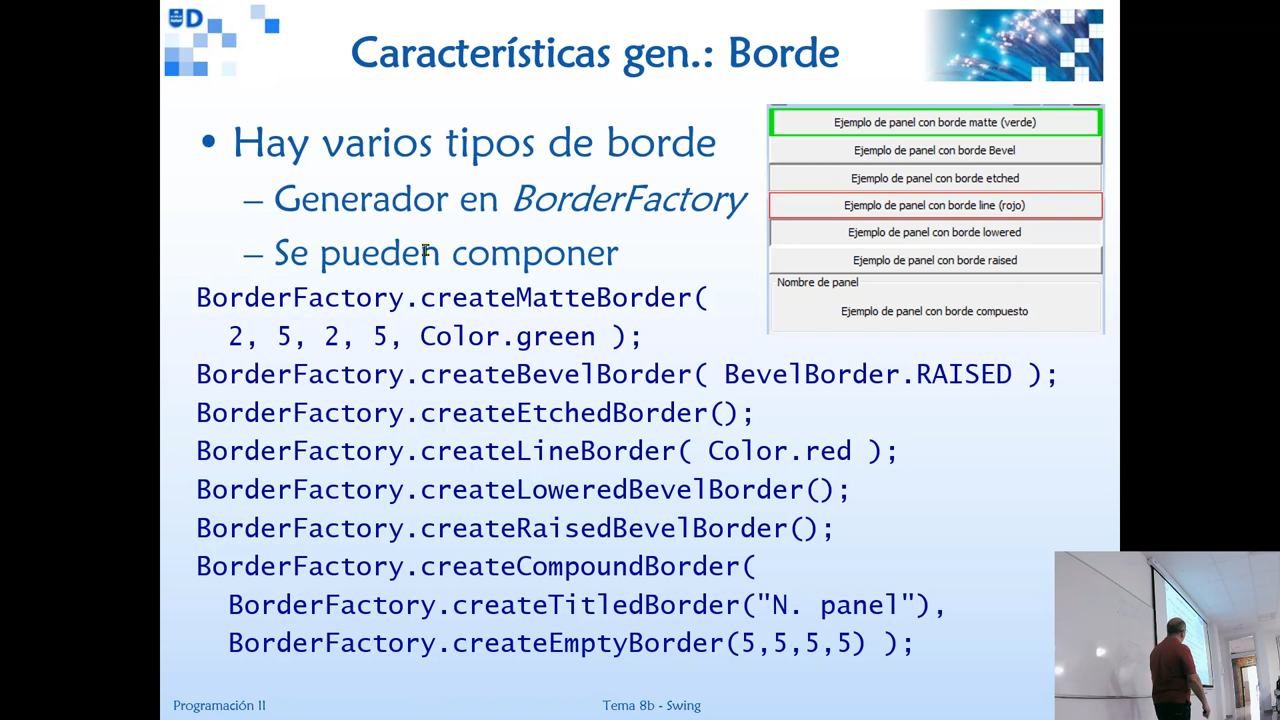 UD
Características gen.: Borde
• Hay varios tipos de borde
– Generador en BorderFactory
– Se pueden componer
BorderFactory.createMatteBorder(
2, 5, 2, 5, Color.green );
BorderFactory.createBevelBorder( BevelBorder.RAISED );
BorderFactory.createEtchedBorder();
BorderFactory.createLineBorder( Color.red );
BorderFactory.createLoweredBevelBorder();
BorderFactory.createRaisedBevelBorder();
BorderFactory.createCompoundBorder(
BorderFactory.createTitledBorder("N. panel"),
BorderFactory.createEmptyBorder(5,5,5,5) );
Ejemplo de panel con borde matte (verde)
Ejemplo de panel con borde Bevel
Ejemplo de panel con borde etched
Ejemplo de panel con borde line (rojo)
Ejemplo de panel con borde lowered
Ejemplo de panel con borde raised
Nombre de panel
Ejemplo de panel con borde compuesto
Programación II
Tema 8b - Swing